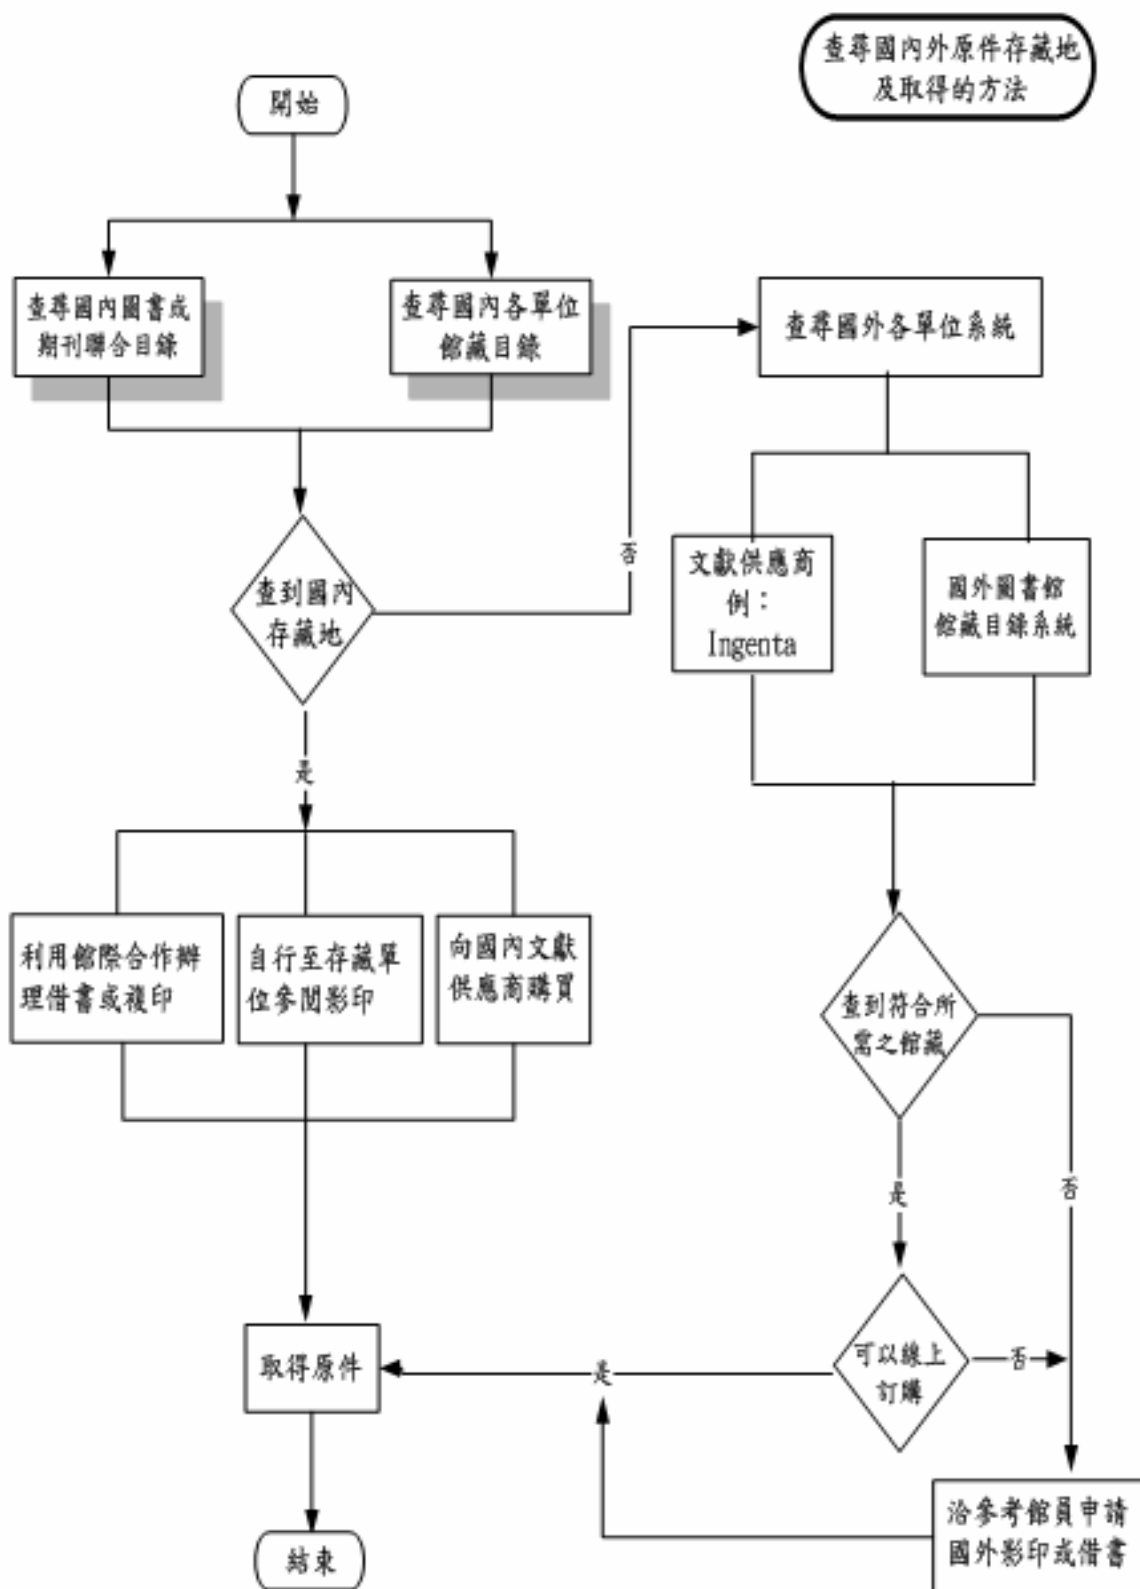 查尋國內外原件存藏地
及取得的方法
開始
查尋國內圖書或
期刊聯合目錄
查尋國內各單位
館藏目錄
查尋國外各單位系統
否
文獻供應商
例：
Ingenta
國外圖書館
館藏目錄系統
查到國內
存藏地
是
利用館際合作辦
理借書或複印
自行至存藏單
位參閱影印
向國內文獻
供應商購買
查到符合所
需之館藏
是
否
取得原件
是
可以線上
訂購
否
洽參考館員申請
國外影印或借書
結束